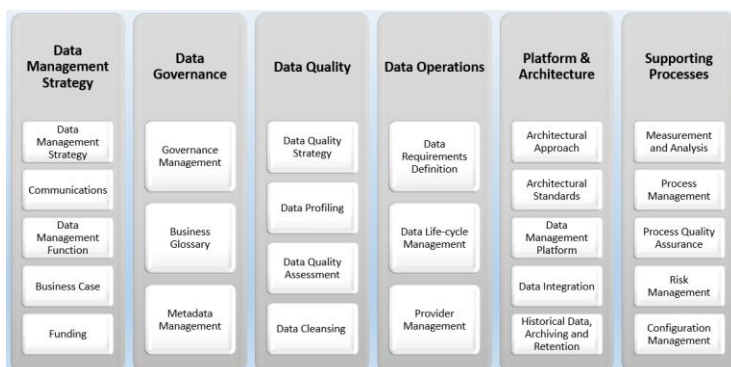 Data
Management
Strategy
Data
Management
Strategy
Communications
Data
Management
Function
Business Case
Funding
Data
Governance
Governance
Management
Business
Glossary
Metadata
Management
Data Quality
Data Quality
Strategy
Data Profiling
Data Quality
Assessment
Data Cleansing
Data Operations
Data
Requirements
Definition
Data Life-cycle
Management
Provider
Management
Platform &
Architecture
Architectural
Approach
Architectural
Standards
Data
Management
Platform
Data Integration
Historical Data,
Archiving and
Retention
Supporting
Processes
Measurement
and Analysis
Process
Management
Process Quality
Assurance
Risk
Management
Configuration
Management